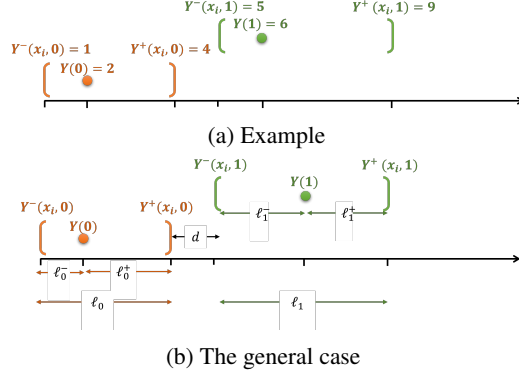 Y⁻(xᵢ, 1) = 5
Y⁺(xᵢ, 1) = 9
Y(1) = 6
Y⁻(xᵢ, 0) = 1
Y⁺(xᵢ, 0) = 4
Y(0) = 2
(a) Example
Y⁻(xᵢ, 1)
Y⁺(xᵢ, 1)
Y(1)
Y⁻(xᵢ, 0)
Y(0)
Y⁺(xᵢ, 0)
d
ℓ₁⁻
ℓ₁⁺
ℓ₀⁻
ℓ₀⁺
ℓ₀
ℓ₁
(b) The general case